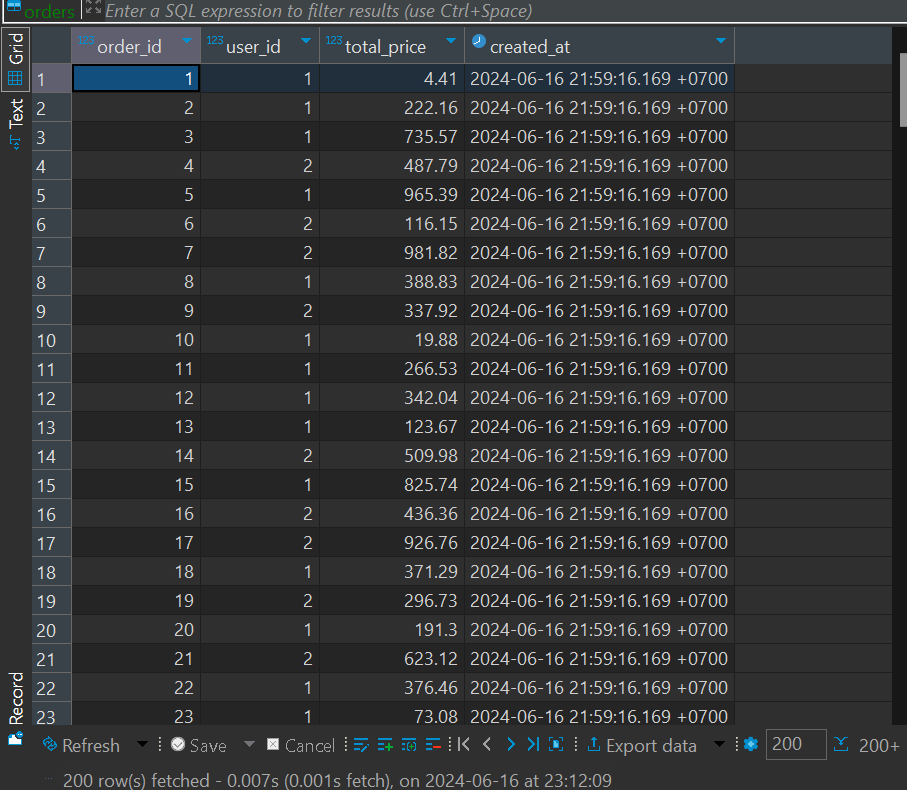 orders Enter a SQL expression to filter results (use Ctrl+Space)
Grid
Text
Record
123 order_id 123 user_id 123 total_price created_at
1 1 1 4.41 2024-06-16 21:59:16.169 +0700
2 2 1 222.16 2024-06-16 21:59:16.169 +0700
3 3 1 735.57 2024-06-16 21:59:16.169 +0700
4 4 2 487.79 2024-06-16 21:59:16.169 +0700
5 5 1 965.39 2024-06-16 21:59:16.169 +0700
6 6 2 116.15 2024-06-16 21:59:16.169 +0700
7 7 2 981.82 2024-06-16 21:59:16.169 +0700
8 8 1 388.83 2024-06-16 21:59:16.169 +0700
9 9 2 337.92 2024-06-16 21:59:16.169 +0700
10 10 1 19.88 2024-06-16 21:59:16.169 +0700
11 11 1 266.53 2024-06-16 21:59:16.169 +0700
12 12 1 342.04 2024-06-16 21:59:16.169 +0700
13 13 1 123.67 2024-06-16 21:59:16.169 +0700
14 14 2 509.98 2024-06-16 21:59:16.169 +0700
15 15 1 825.74 2024-06-16 21:59:16.169 +0700
16 16 2 436.36 2024-06-16 21:59:16.169 +0700
17 17 2 926.76 2024-06-16 21:59:16.169 +0700
18 18 1 371.29 2024-06-16 21:59:16.169 +0700
19 19 2 296.73 2024-06-16 21:59:16.169 +0700
20 20 1 191.3 2024-06-16 21:59:16.169 +0700
21 21 2 623.12 2024-06-16 21:59:16.169 +0700
22 22 1 376.46 2024-06-16 21:59:16.169 +0700
23 23 1 73.08 2024-06-16 21:59:16.169 +0700
Refresh Save Cancel Export data 200 200+
200 row(s) fetched - 0.007s (0.001s fetch), on 2024-06-16 at 23:12:09